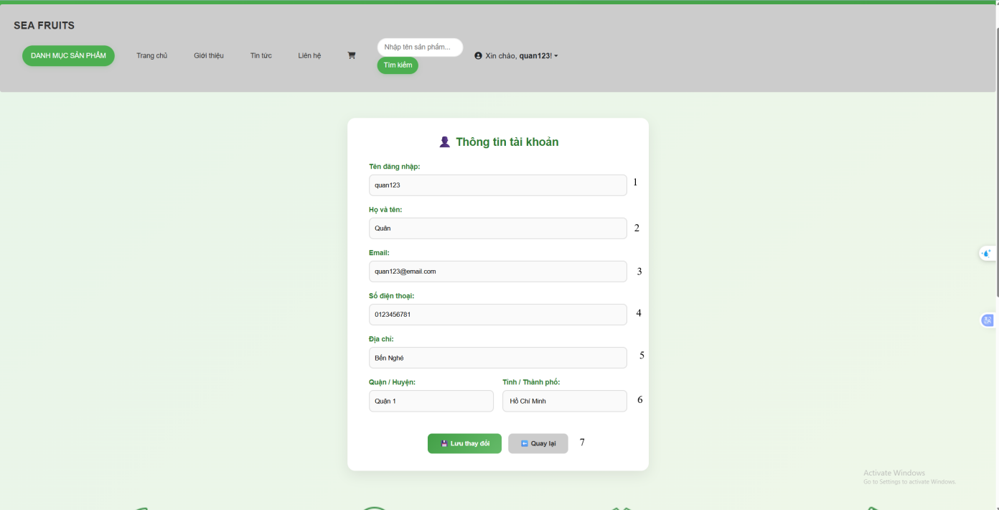 SEA FRUITS
DANH MỤC SẢN PHẨM Trang chủ Giới thiệu Tin tức Liên hệ Nhập tên sản phẩm... Xin chào, quan123!
Tìm kiếm
Thông tin tài khoản
Tên đăng nhập:
quan123 1
Họ và tên:
Quân 2
Email:
quan123@email.com 3
Số điện thoại:
0123456781 4
Địa chỉ:
Bến Nghé 5
Quận / Huyện: Tỉnh / Thành phố:
Quận 1 Hồ Chí Minh 6
Lưu thay đổi Quay lại 7
Activate Windows
Go to Settings to activate Windows.